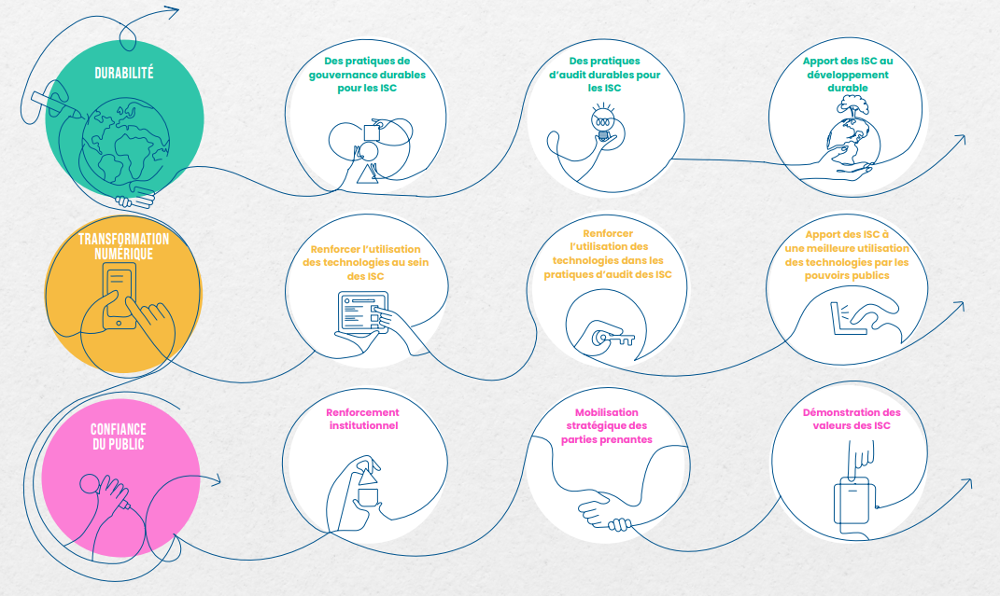 DURABILITÉ
Des pratiques de
gouvernance durables
pour les ISC
Des pratiques
d'audit durables pour
les ISC
Apport des ISC au
développement
durable
TRANSFORMATION
NUMÉRIQUE
Renforcer l'utilisation
des technologies au sein
des ISC
Renforcer
l'utilisation des
technologies dans les
pratiques d'audit des ISC
Apport des ISC à
une meilleure utilisation
des technologies par les
pouvoirs publics
CONFIANCE
DU PUBLIC
Renforcement
institutionnel
Mobilisation
stratégique des
parties prenantes
Démonstration des
valeurs des ISC